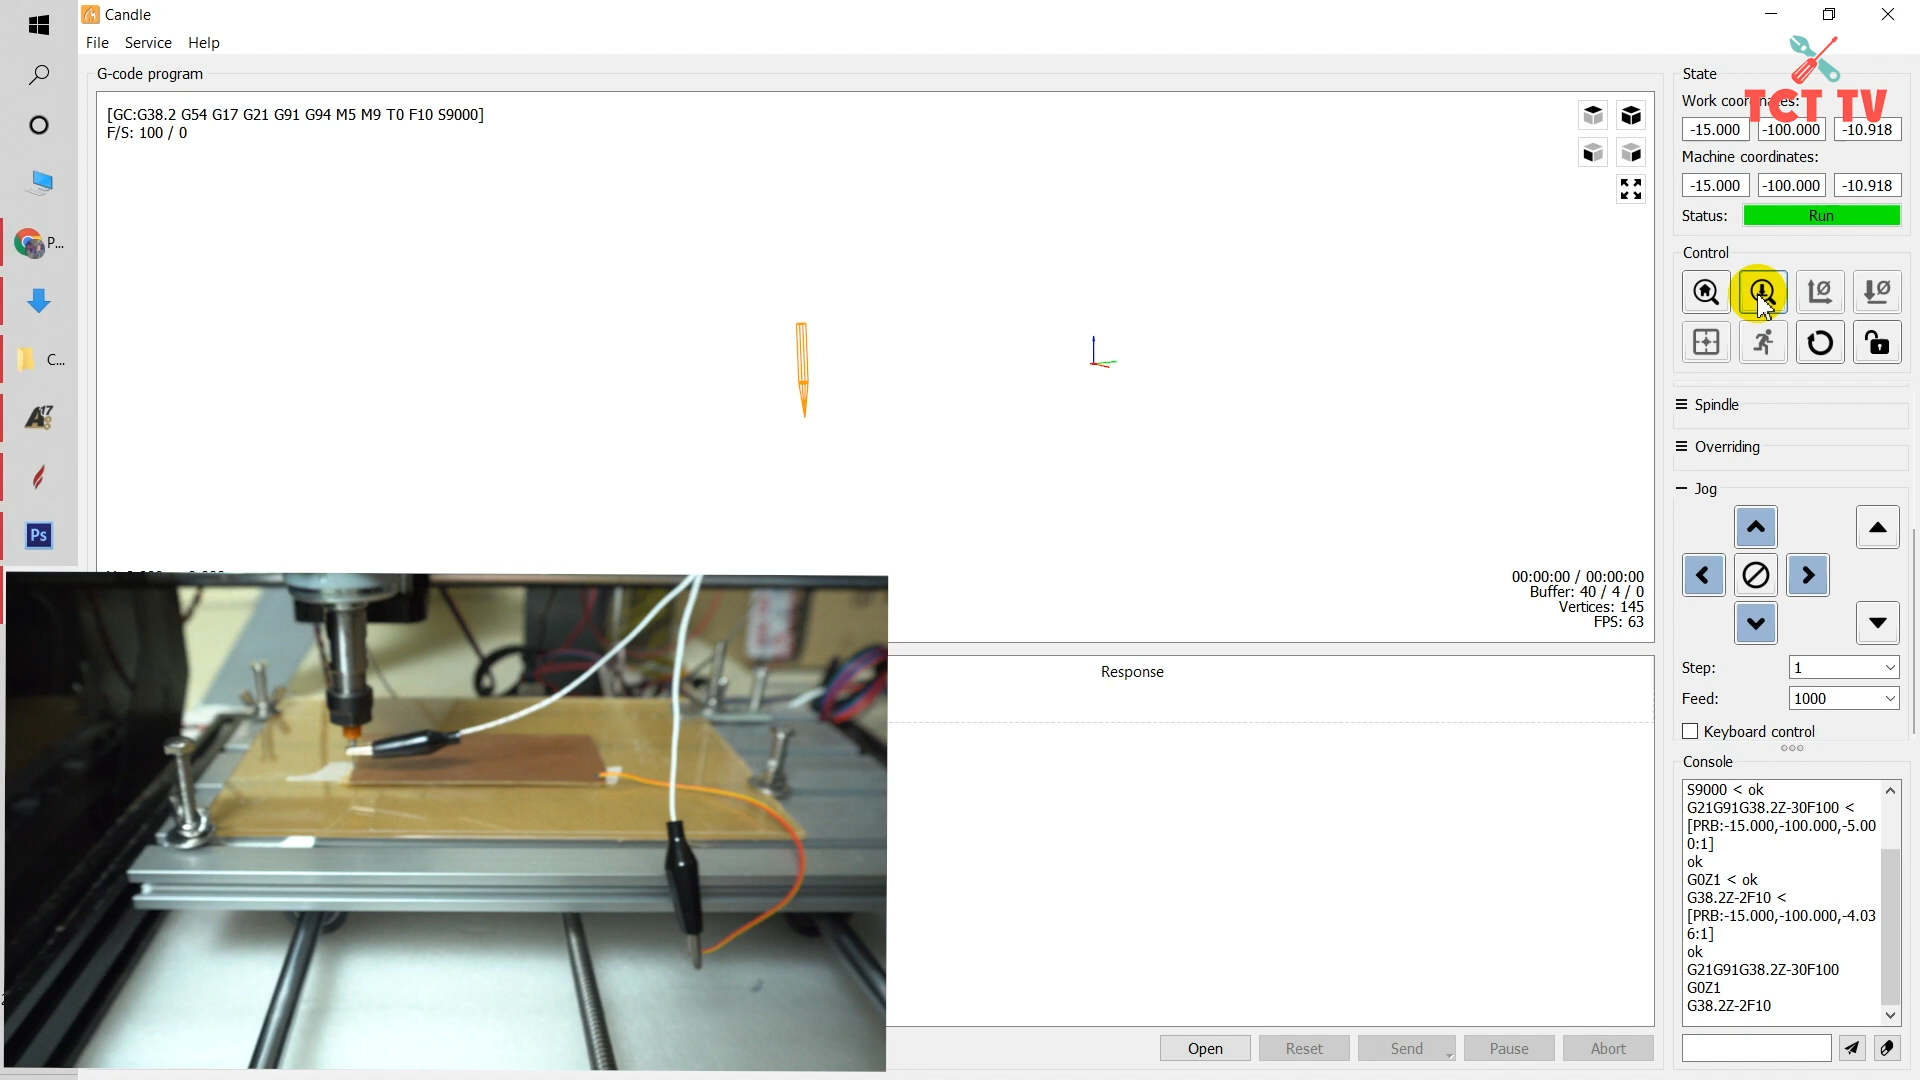 Candle
File Service Help
G-code program
[GC:G38.2 G54 G17 G21 G91 G94 M5 M9 T0 F10 S9000]
F/S: 100 / 0
State
TCT TV
Work coordinates:
-15.000 -100.000 -10.918
Machine coordinates:
-15.000 -100.000 -10.918
Status: Run
Control
P...
C...
A 17
Ps
Spindle
Overriding
Jog
00:00:00 / 00:00:00
Buffer: 40 / 4 / 0
Vertices: 145
FPS: 63
Response
Step: 1
Feed: 1000
Keyboard control
Console
S9000 < ok
G21G91G38.2Z-30F100 <
[PRB:-15.000,-100.000,-5.00
0:1]
ok
G0Z1 < ok
G38.2Z-2F10 <
[PRB:-15.000,-100.000,-4.03
6:1]
ok
G21G91G38.2Z-30F100
G0Z1
G38.2Z-2F10
Open Reset Send Pause Abort